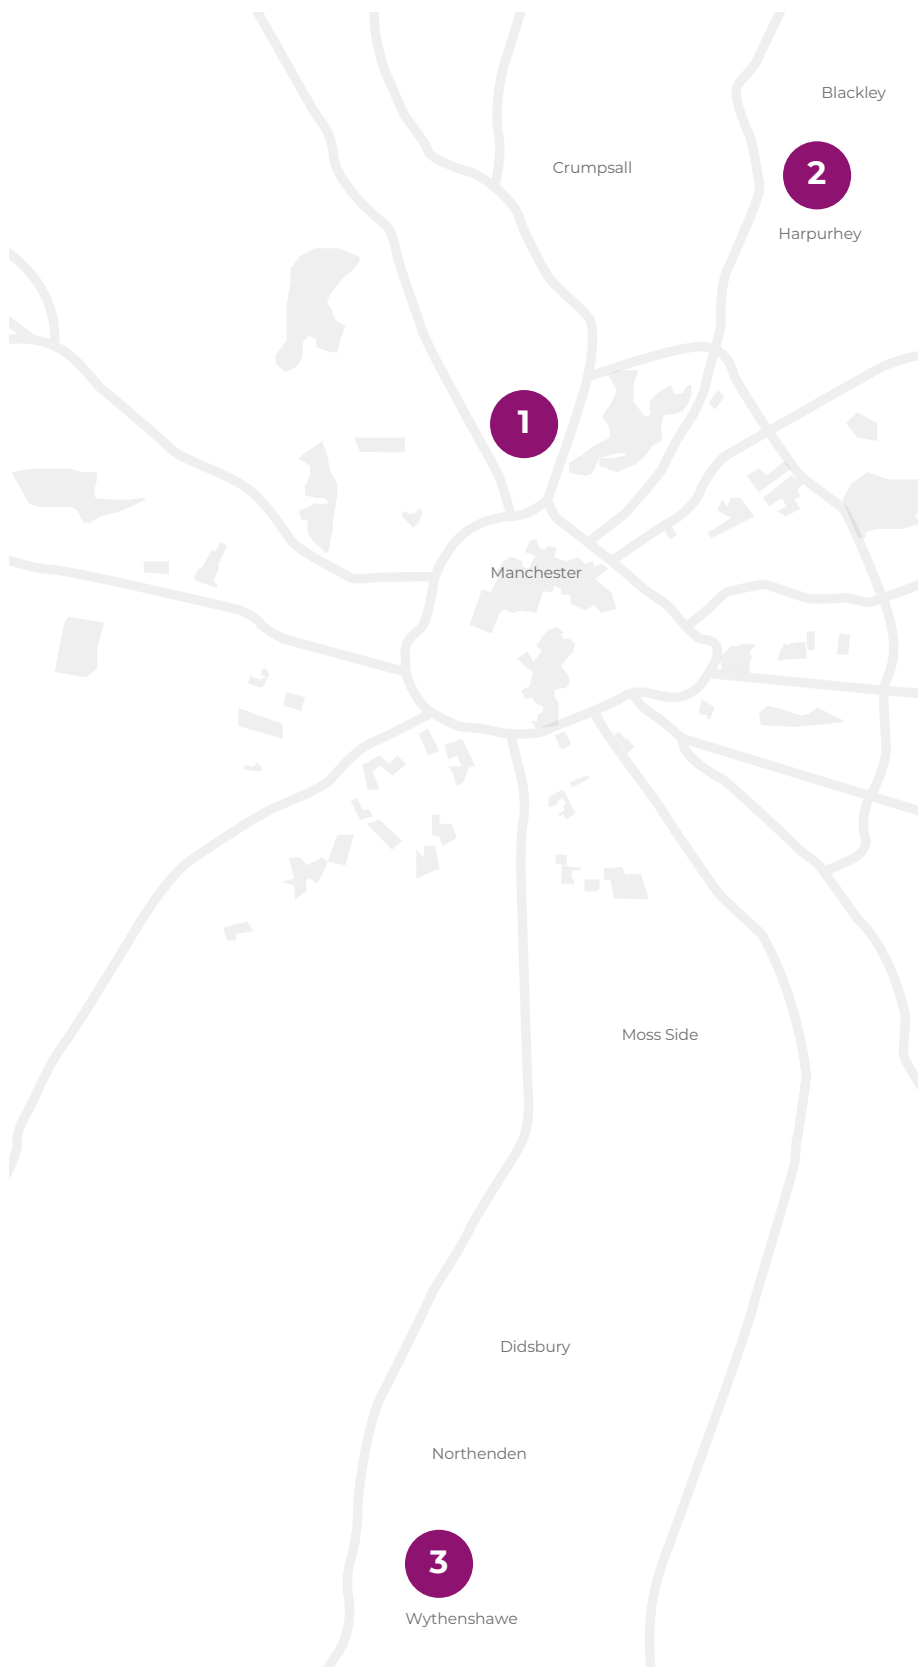 Blackley
Crumpsall
2
Harpurhey
1
Manchester
Moss Side
Didsbury
Northenden
3
Wythenshawe